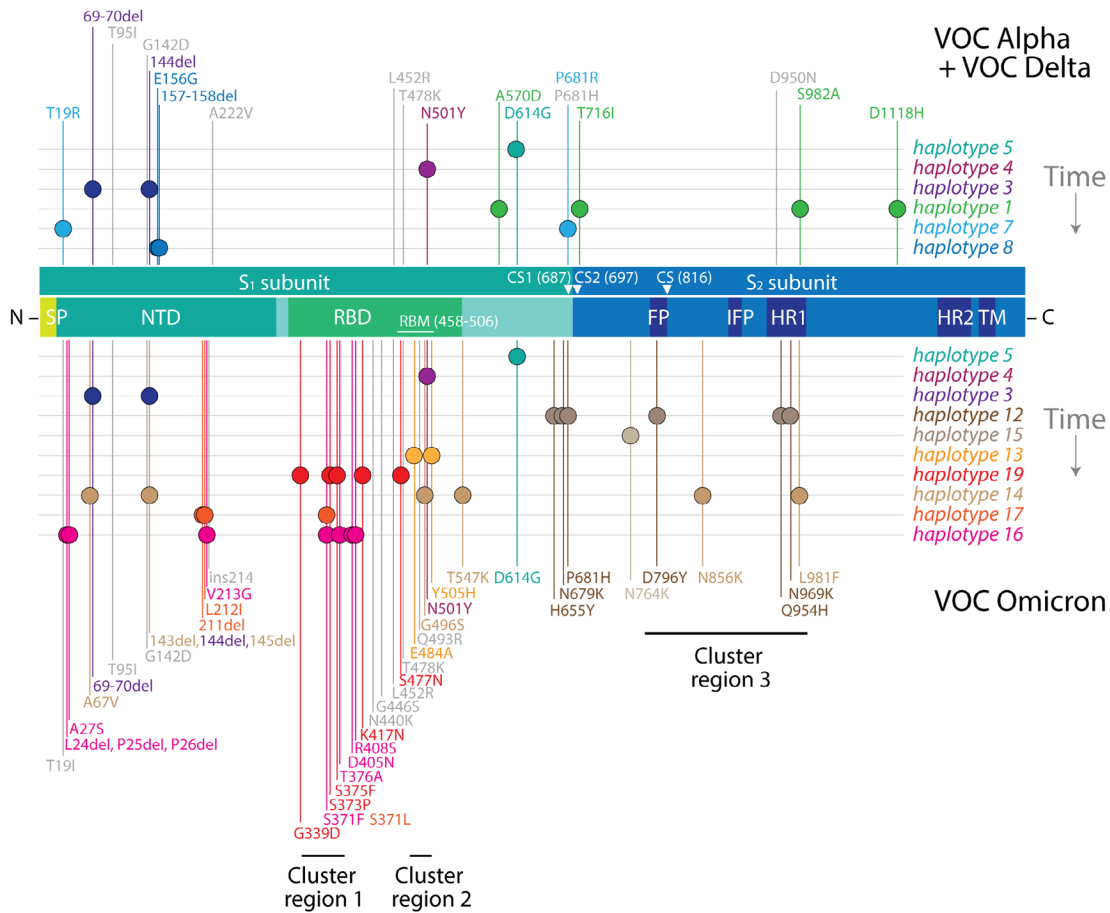 69-70del
T95I
G142D
144del
E156G
157-158del
T19R
A222V
L452R
T478K
N501Y
A570D
D614G
P681R
P681H
T716I
D950N
S982A
D1118H
VOC Alpha
+ VOC Delta
haplotype 5
haplotype 4
haplotype 3
haplotype 1
haplotype 7
haplotype 8
Time
S1 subunit
CS1 (687)
CS2 (697)
CS (816)
S2 subunit
N –
SP
NTD
RBD
RBM (458-506)
FP
IFP
HR1
HR2
TM
– C
haplotype 5
haplotype 4
haplotype 3
haplotype 12
haplotype 15
haplotype 13
haplotype 19
haplotype 14
haplotype 17
haplotype 16
Time
VOC Omicron
ins214
V213G
L212I
211del
143del,144del,145del
G142D
T95I
69-70del
A67V
A27S
L24del, P25del, P26del
T19I
T547K
Y505H
N501Y
G496S
Q493R
E484A
T478K
S477N
L452R
G446S
N440K
K417N
R408S
D405N
T376A
S375F
S373P
S371F
S371L
G339D
D614G
P681H
N679K
H655Y
D796Y
N764K
N856K
L981F
N969K
Q954H
Cluster
region 3
Cluster
region 1
Cluster
region 2